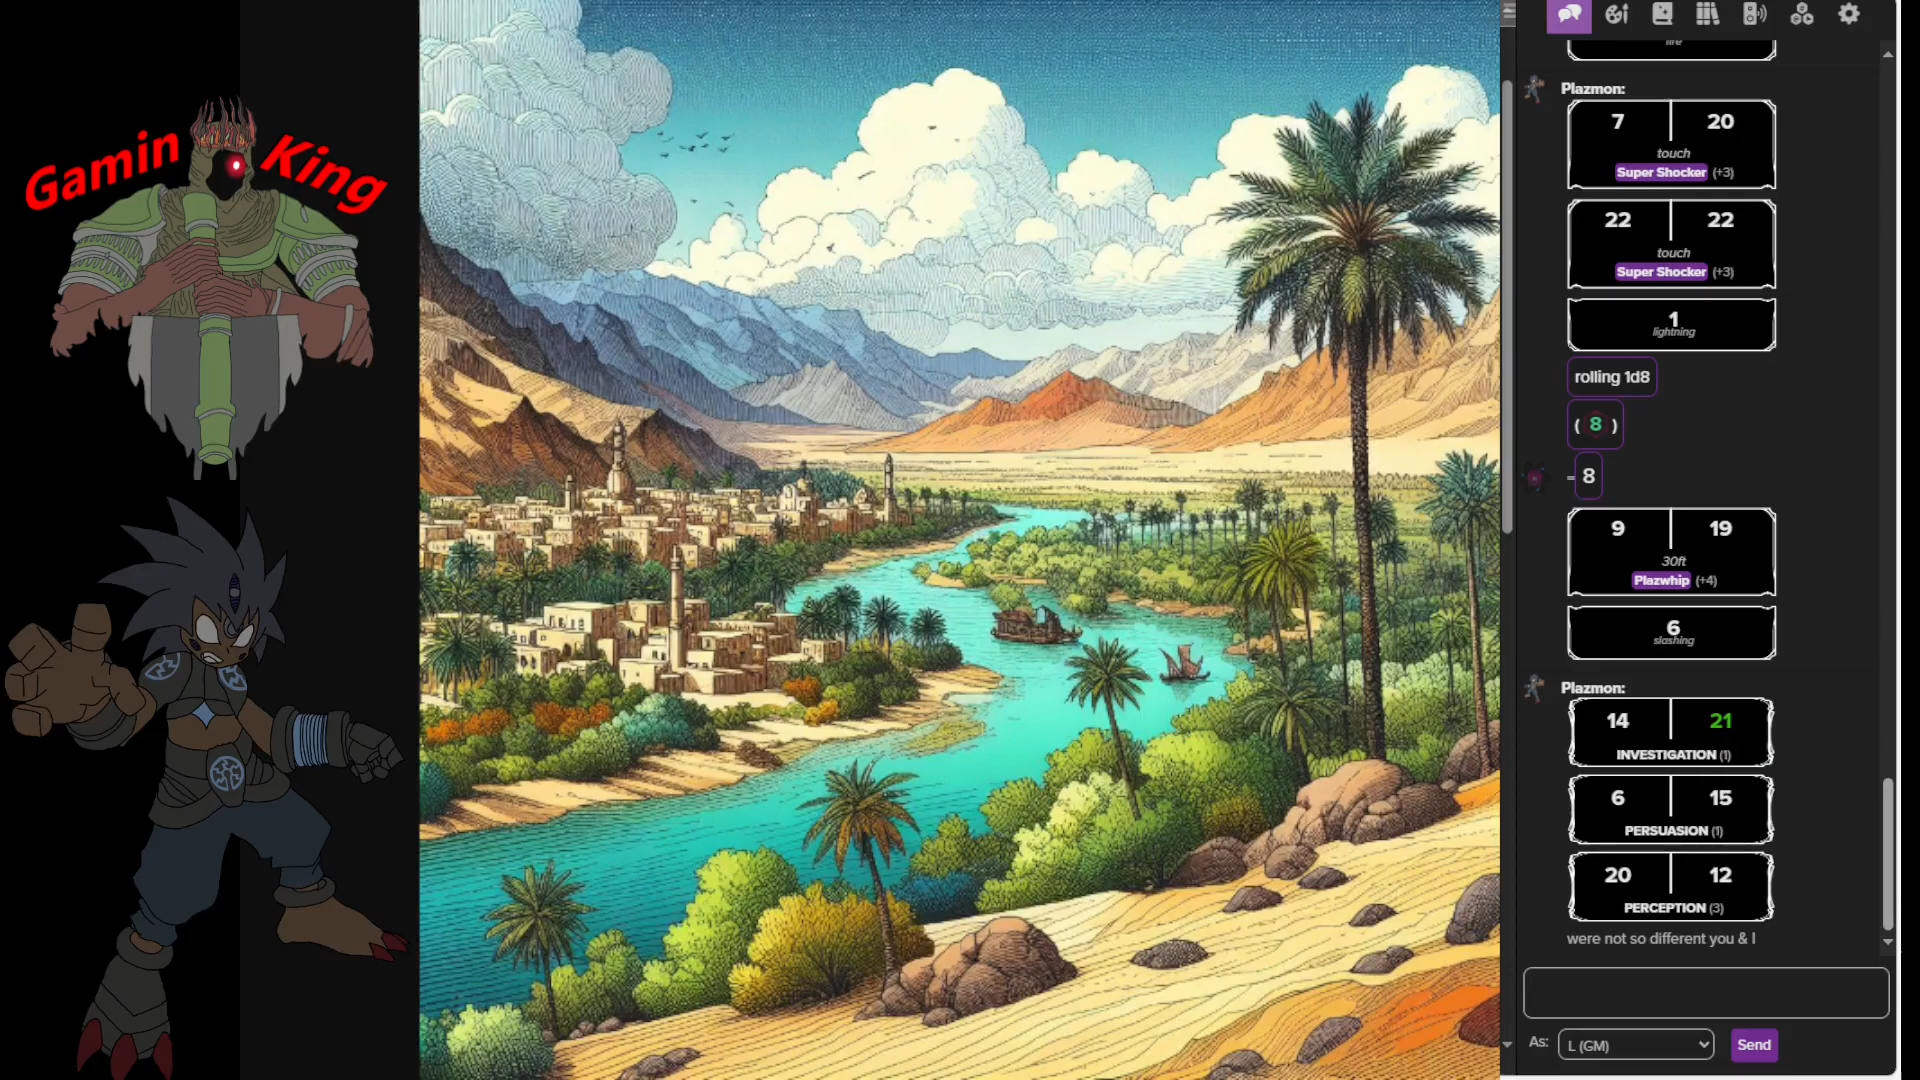 Gamin King
fire
Plazmon:
7 20
touch
Super Shocker (+3)
22 22
touch
Super Shocker (+3)
1
lightning
rolling 1d8
( 8 )
=8
9 19
30ft
Plazwhip (+4)
6
slashing
Plazmon:
14 21
INVESTIGATION (1)
6 15
PERSUASION (1)
20 12
PERCEPTION (3)
were not so different you & I
As: L (GM) Send